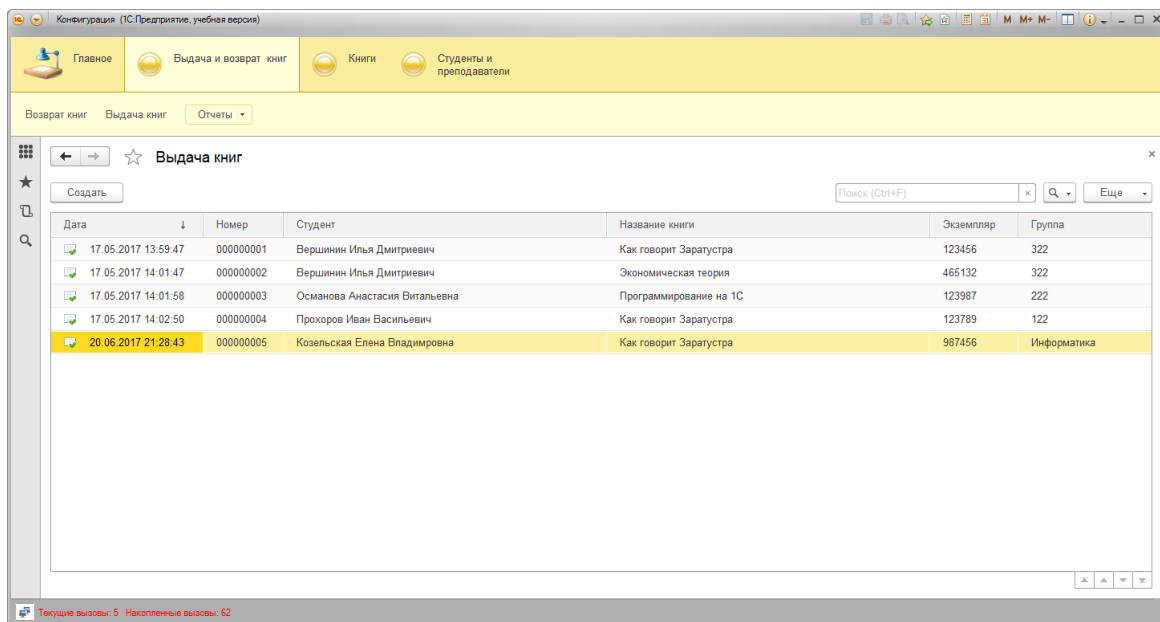 Конфигурация (1С:Предприятие, учебная версия)
M M+ M-
Главное
Выдача и возврат книг
Книги
Студенты и
преподаватели
Возврат книг Выдача книг Отчеты
Выдача книг
Создать
Поиск (Ctrl+F)
Еще
Дата Номер Студент Название книги Экземпляр Группа
17.05.2017 13:59:47 000000001 Вершинин Илья Дмитриевич Как говорит Заратустра 123456 322
17.05.2017 14:01:47 000000002 Вершинин Илья Дмитриевич Экономическая теория 465132 322
17.05.2017 14:01:58 000000003 Османова Анастасия Витальевна Программирование на 1С 123987 222
17.05.2017 14:02:50 000000004 Прохоров Иван Васильевич Как говорит Заратустра 123789 122
20.06.2017 21:28:43 000000005 Козельская Елена Владимровна Как говорит Заратустра 987456 Информатика
Текущие вызовы: 5 Накопленные вызовы: 62